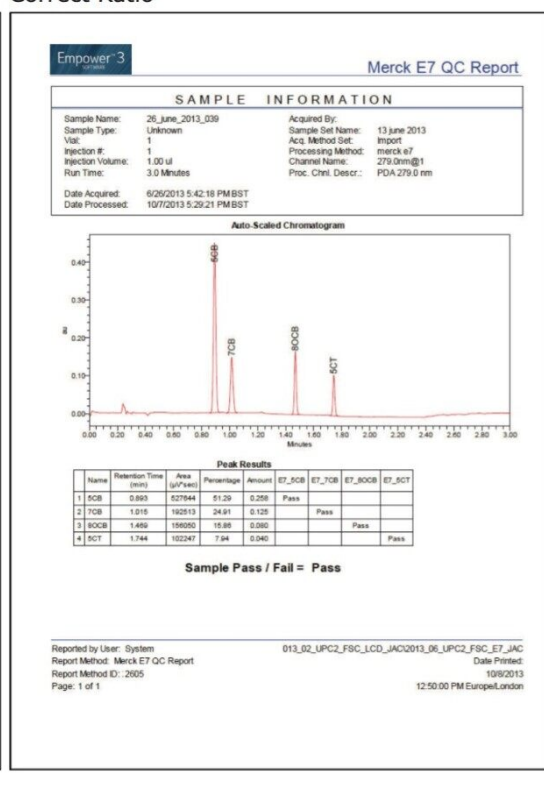 Correct Ratio
Empower™3
SOFTWARE
Merck E7 QC Report
SAMPLE INFORMATION
Sample Name: 26_june_2013_039
Sample Type: Unknown
Vial: 1
Injection #: 1
Injection Volume: 1.00 ul
Run Time: 3.0 Minutes
Date Acquired: 6/26/2013 5:42:18 PM BST
Date Processed: 10/7/2013 5:29:21 PM BST
Acquired By:
Sample Set Name: 13 june 2013
Acq. Method Set: Import
Processing Method: merck e7
Channel Name: 279.0nm@1
Proc. Chnl. Descr.: PDA 279.0 nm
Auto-Scaled Chromatogram
au
0.40
0.30
0.20
0.10
0.00
5CB
7CB
8OCB
5CT
0.00 0.20 0.40 0.60 0.80 1.00 1.20 1.40 1.60 1.80 2.00 2.20 2.40 2.60 2.80 3.00
Minutes
Peak Results
Name Retention Time (min) Area (µV*sec) Percentage Amount E7_5CB E7_7CB E7_8OCB E7_5CT
1 5CB 0.893 527644 51.29 0.256 Pass
2 7CB 1.015 192513 24.91 0.125 Pass
3 8OCB 1.469 156050 15.86 0.080 Pass
4 5CT 1.744 102247 7.94 0.040 Pass
Sample Pass / Fail = Pass
Reported by User: System
Report Method: Merck E7 QC Report
Report Method ID: 2605
Page: 1 of 1
013_02_UPC2_FSC_LCD_JAC\2013_06_UPC2_FSC_E7_JAC
Date Printed:
10/8/2013
12:50:00 PM Europe/London